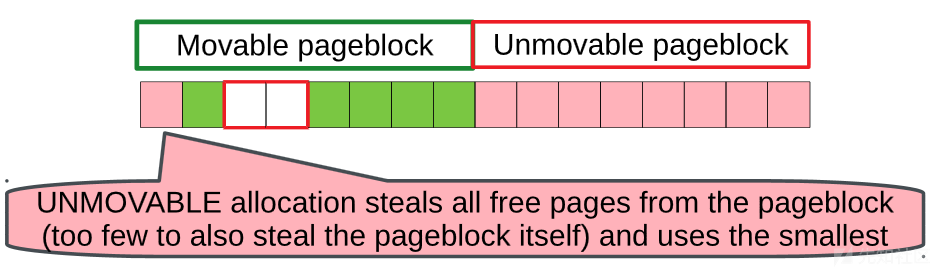 Movable pageblock
Unmovable pageblock
UNMOVABLE allocation steals all free pages from the pageblock
(too few to also steal the pageblock itself) and uses the smallest